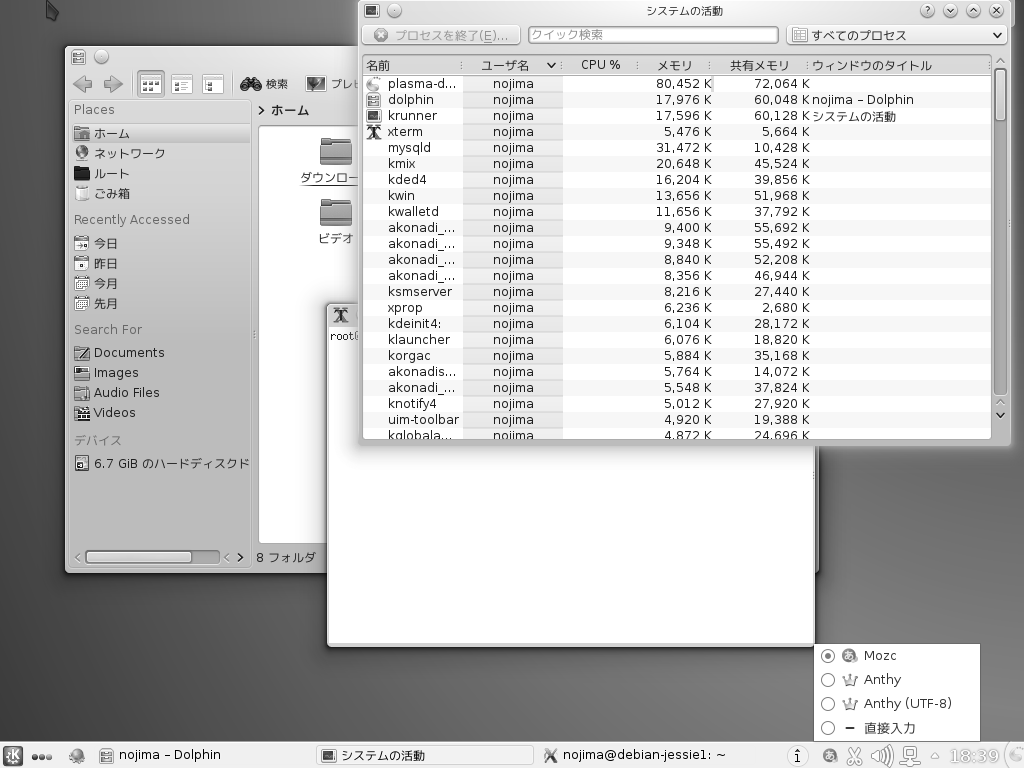 システムの活動
プロセスを終了(E)...
クイック検索
すべてのプロセス
名前 ユーザ名 CPU % メモリ 共有メモリ ウィンドウのタイトル
plasma-d... nojima 80,452 K 72,064 K
dolphin nojima 17,976 K 60,048 K nojima – Dolphin
krunner nojima 17,596 K 60,128 K システムの活動
xterm nojima 5,476 K 5,664 K
mysqld nojima 31,472 K 10,428 K
kmix nojima 20,648 K 45,524 K
kded4 nojima 16,204 K 39,856 K
kwin nojima 13,656 K 51,968 K
kwalletd nojima 11,656 K 37,792 K
akonadi_... nojima 9,400 K 55,692 K
akonadi_... nojima 9,348 K 55,492 K
akonadi_... nojima 8,840 K 52,208 K
akonadi_... nojima 8,356 K 46,944 K
ksmserver nojima 8,216 K 27,440 K
xprop nojima 6,236 K 2,680 K
kdeinit4: nojima 6,104 K 28,172 K
klauncher nojima 6,076 K 18,820 K
korgac nojima 5,884 K 35,168 K
akonadis... nojima 5,764 K 14,072 K
akonadi_... nojima 5,548 K 37,824 K
knotify4 nojima 5,012 K 27,920 K
uim-toolbar nojima 4,920 K 19,388 K
kglobala... nojima 4,872 K 24,696 K
検索
プレビ
Places
ホーム
ネットワーク
ルート
ごみ箱
Recently Accessed
今日
昨日
今月
先月
Search For
Documents
Images
Audio Files
Videos
デバイス
6.7 GiB のハードディスクド
> ホーム
ダウンロー
ビデオ
8 フォルダ
root@
Mozc
Anthy
Anthy (UTF-8)
直接入力
nojima – Dolphin
システムの活動
nojima@debian-jessie1: ~
18:39